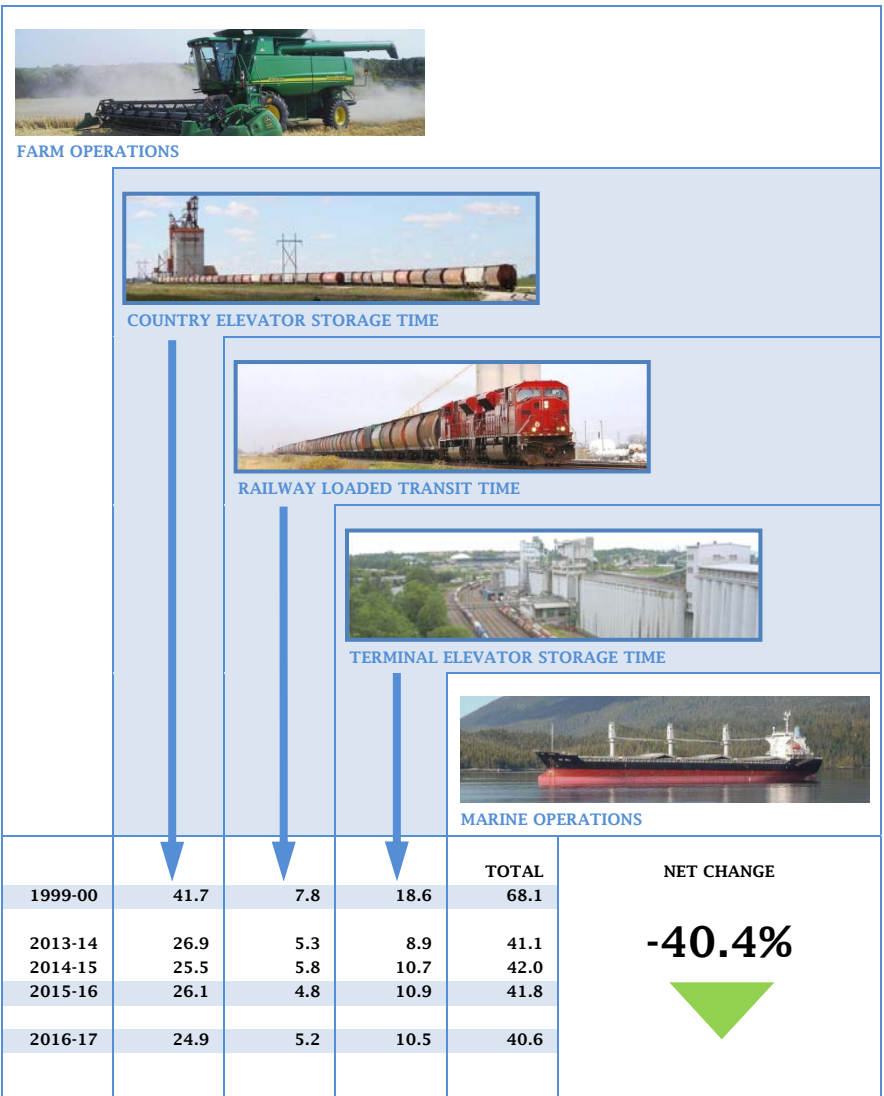 FARM OPERATIONS
COUNTRY ELEVATOR STORAGE TIME
RAILWAY LOADED TRANSIT TIME
TERMINAL ELEVATOR STORAGE TIME
MARINE OPERATIONS
TOTAL NET CHANGE
1999-00 41.7 7.8 18.6 68.1
2013-14 26.9 5.3 8.9 41.1
-40.4%
2014-15 25.5 5.8 10.7 42.0
2015-16 26.1 4.8 10.9 41.8
2016-17 24.9 5.2 10.5 40.6